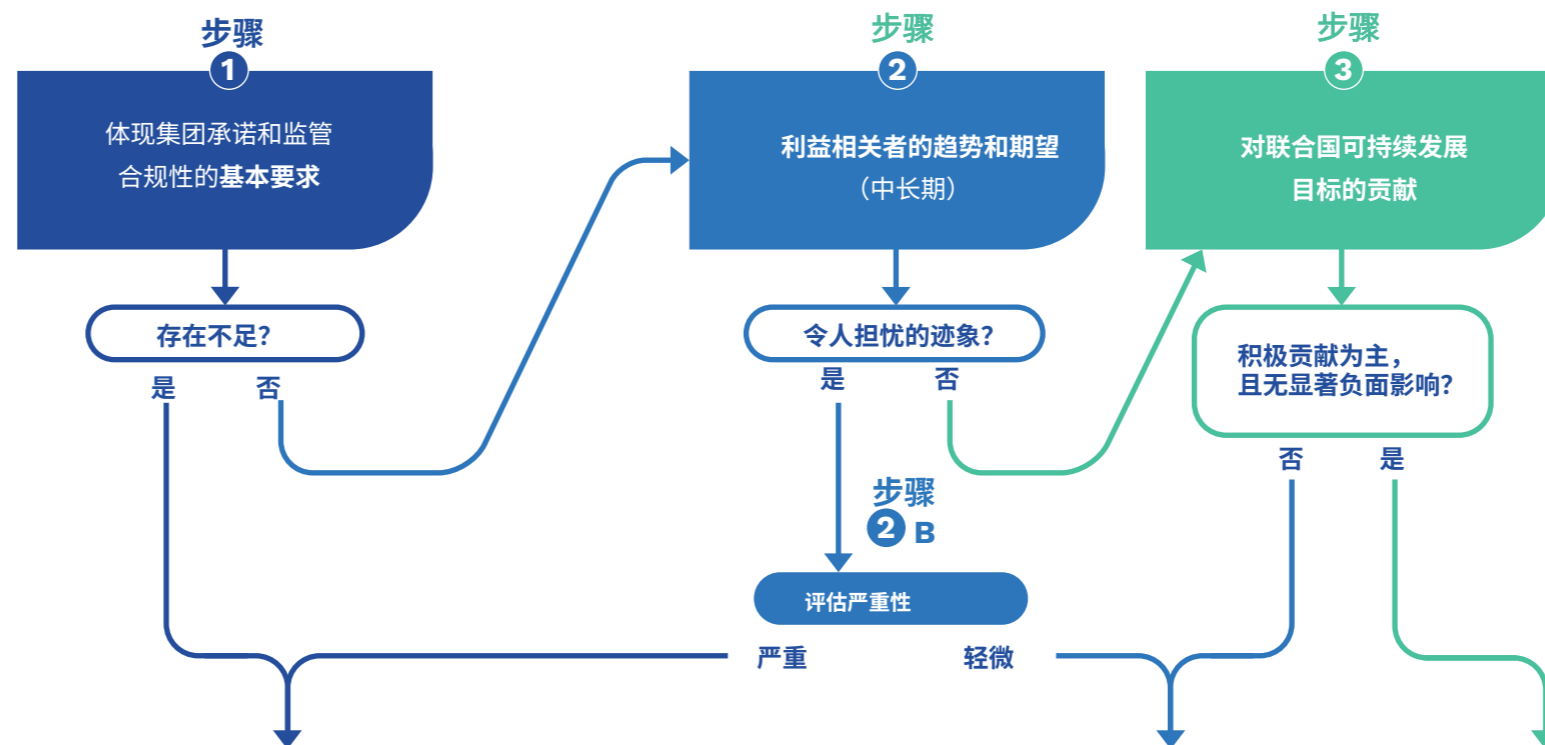 步骤
1
体现集团承诺和监管
合规性的基本要求
存在不足？
是
否
步骤
2
利益相关者的趋势和期望
（中长期）
令人担忧的迹象？
是
否
步骤
2 B
评估严重性
严重
轻微
步骤
3
对联合国可持续发展
目标的贡献
积极贡献为主，
且无显著负面影响？
否
是